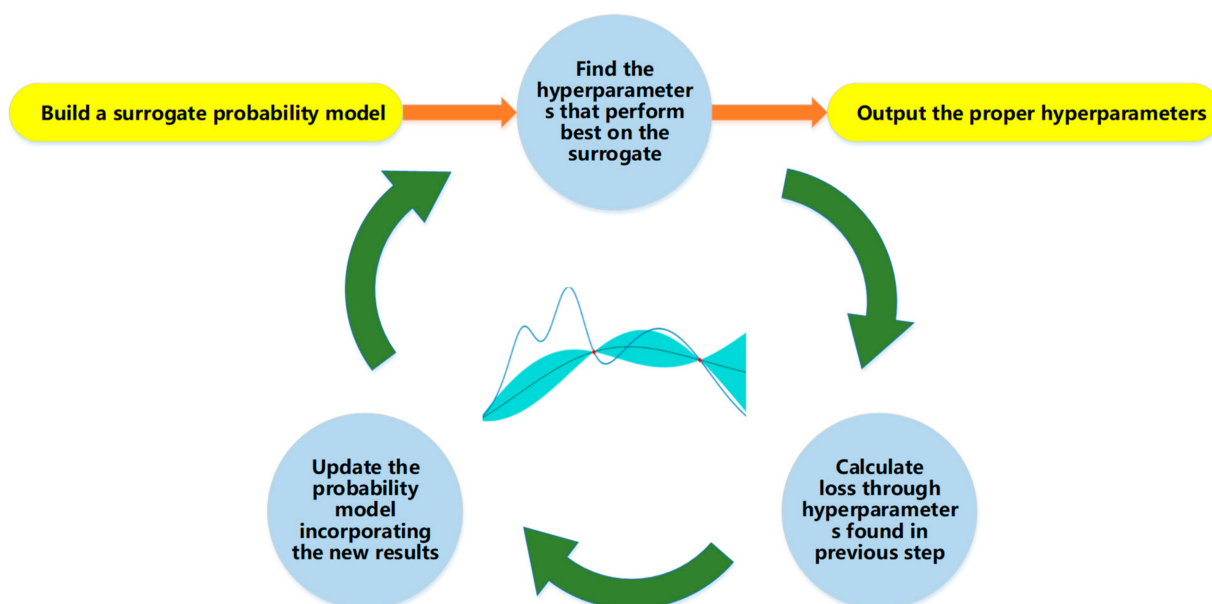 Build a surrogate probability model
Find the
hyperparameter
s that perform
best on the
surrogate
Output the proper hyperparameters
Calculate
loss through
hyperparameter
s found in
previous step
Update the
probability
model
incorporating
the new results